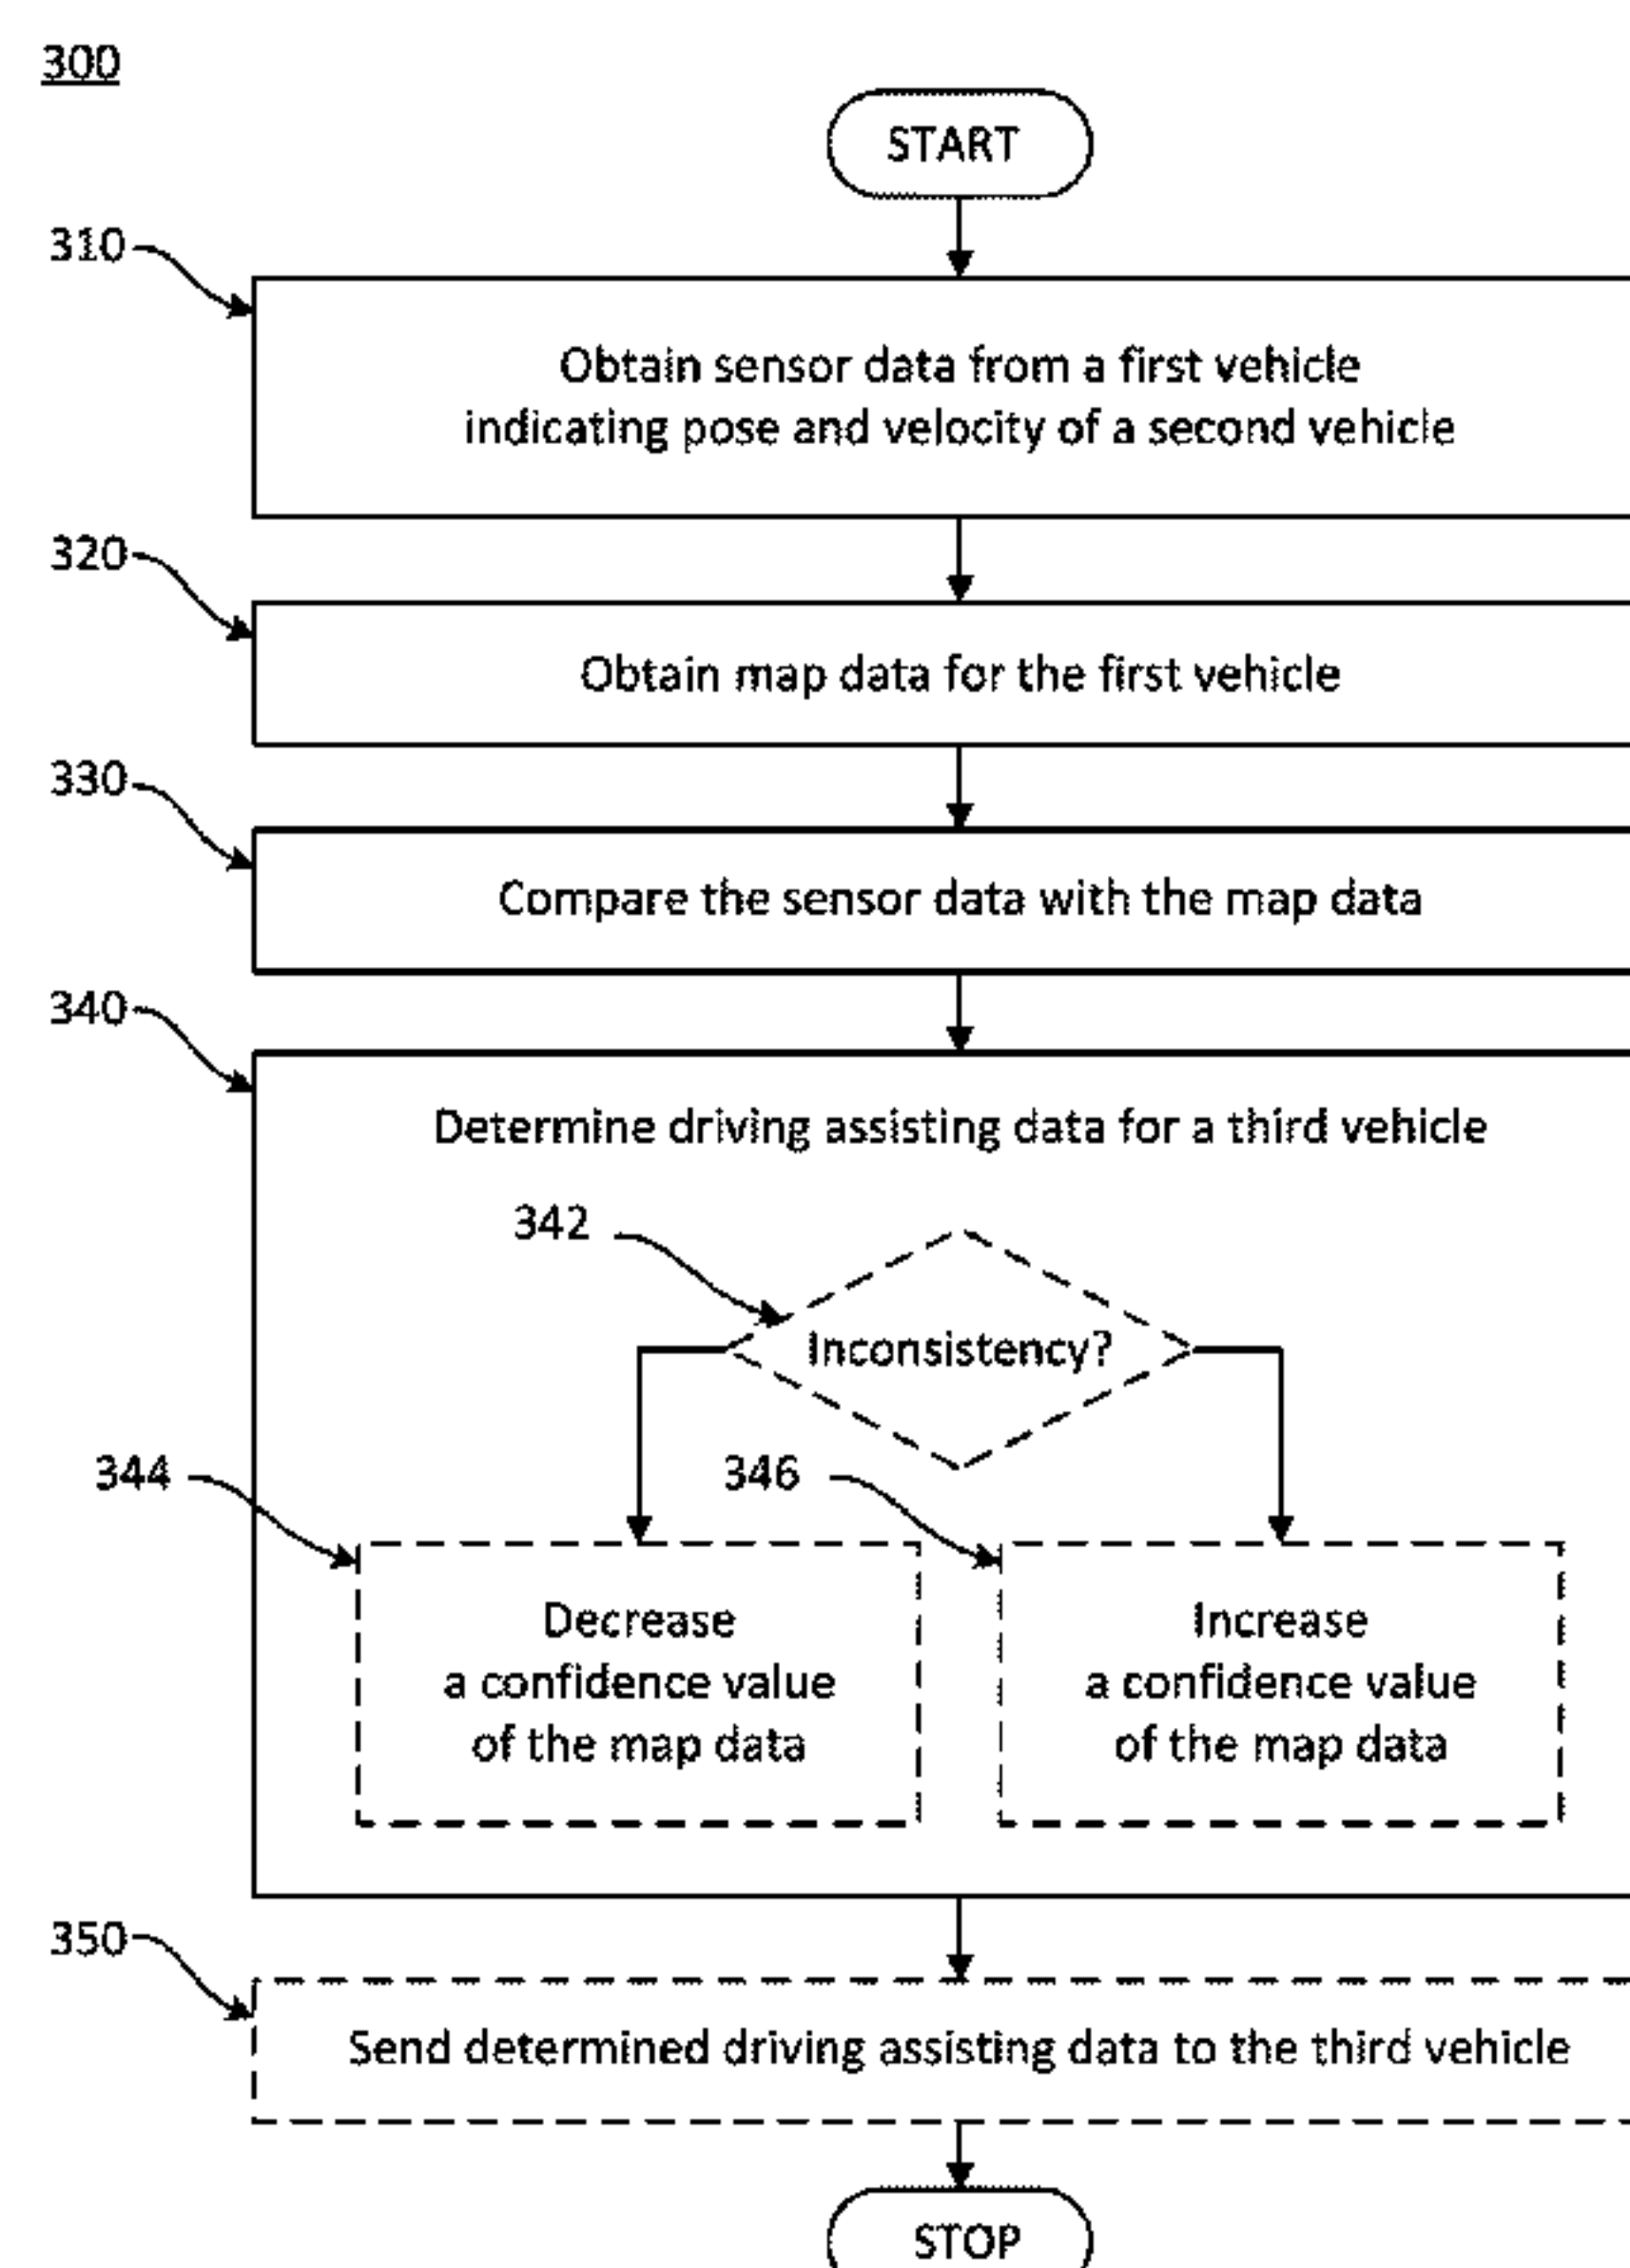 300
START
310
Obtain sensor data from a first vehicle
indicating pose and velocity of a second vehicle
320
Obtain map data for the first vehicle
330
Compare the sensor data with the map data
340
Determine driving assisting data for a third vehicle
342
Inconsistency?
344
346
Decrease
a confidence value
of the map data
Increase
a confidence value
of the map data
350
Send determined driving assisting data to the third vehicle
STOP